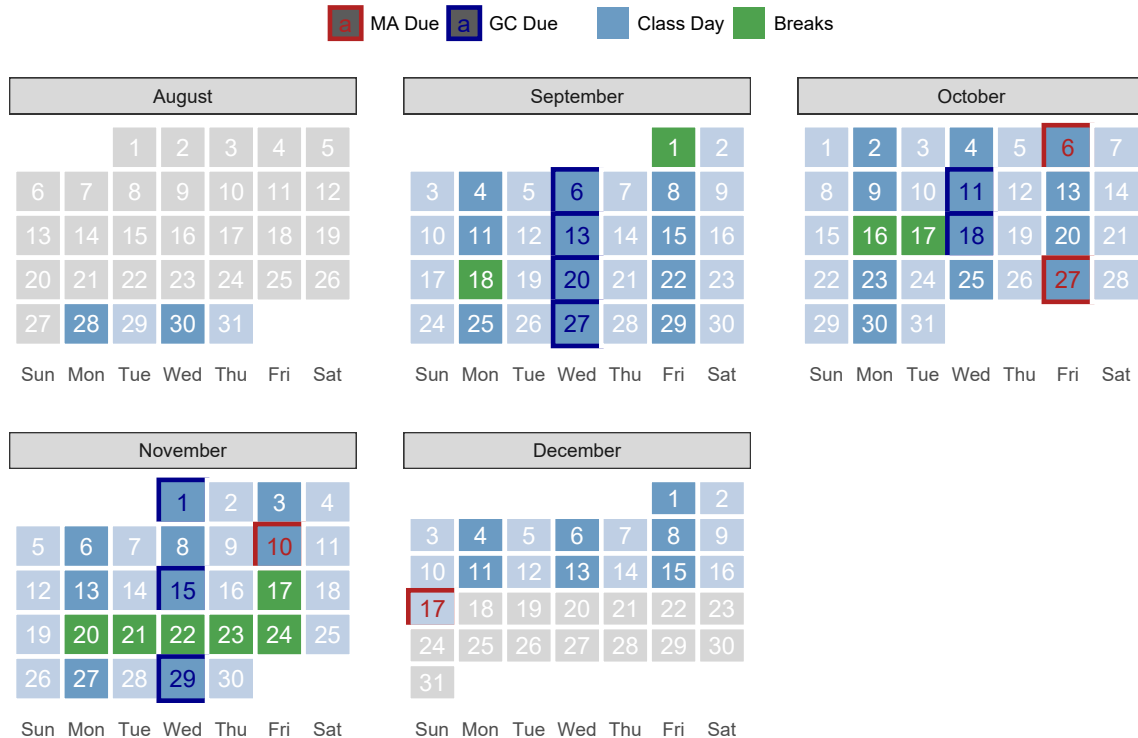 a MA Due a GC Due Class Day Breaks
August September October
1 2 3 4 5 1 2 1 2 3 4 5 6 7
6 7 8 9 10 11 12 3 4 5 6 7 8 9 8 9 10 11 12 13 14
13 14 15 16 17 18 19 10 11 12 13 14 15 16 15 16 17 18 19 20 21
20 21 22 23 24 25 26 17 18 19 20 21 22 23 22 23 24 25 26 27 28
27 28 29 30 31 24 25 26 27 28 29 30 29 30 31
Sun Mon Tue Wed Thu Fri Sat Sun Mon Tue Wed Thu Fri Sat Sun Mon Tue Wed Thu Fri Sat
November December
1 2 3 4 1 2
5 6 7 8 9 10 11 3 4 5 6 7 8 9
12 13 14 15 16 17 18 10 11 12 13 14 15 16
19 20 21 22 23 24 25 17 18 19 20 21 22 23
26 27 28 29 30 24 25 26 27 28 29 30
31
Sun Mon Tue Wed Thu Fri Sat Sun Mon Tue Wed Thu Fri Sat